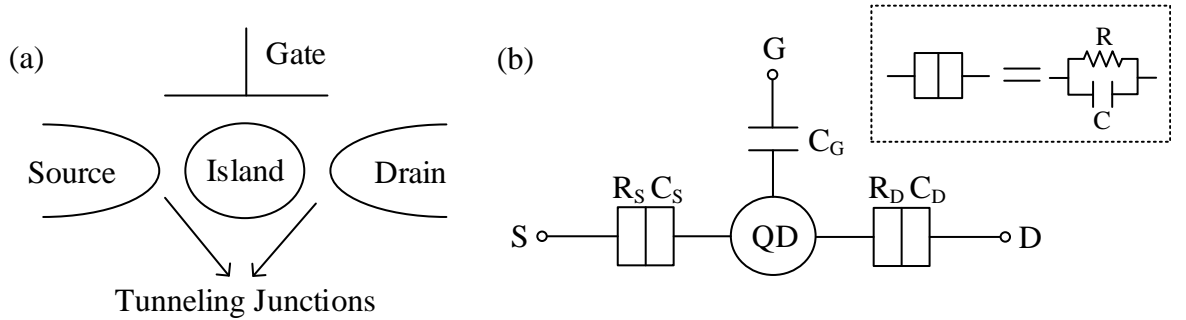 (a)
Gate
Source
Island
Drain
Tunneling Junctions
(b)
G
C_G
R_S C_S
R_D C_D
S
QD
D
R
C